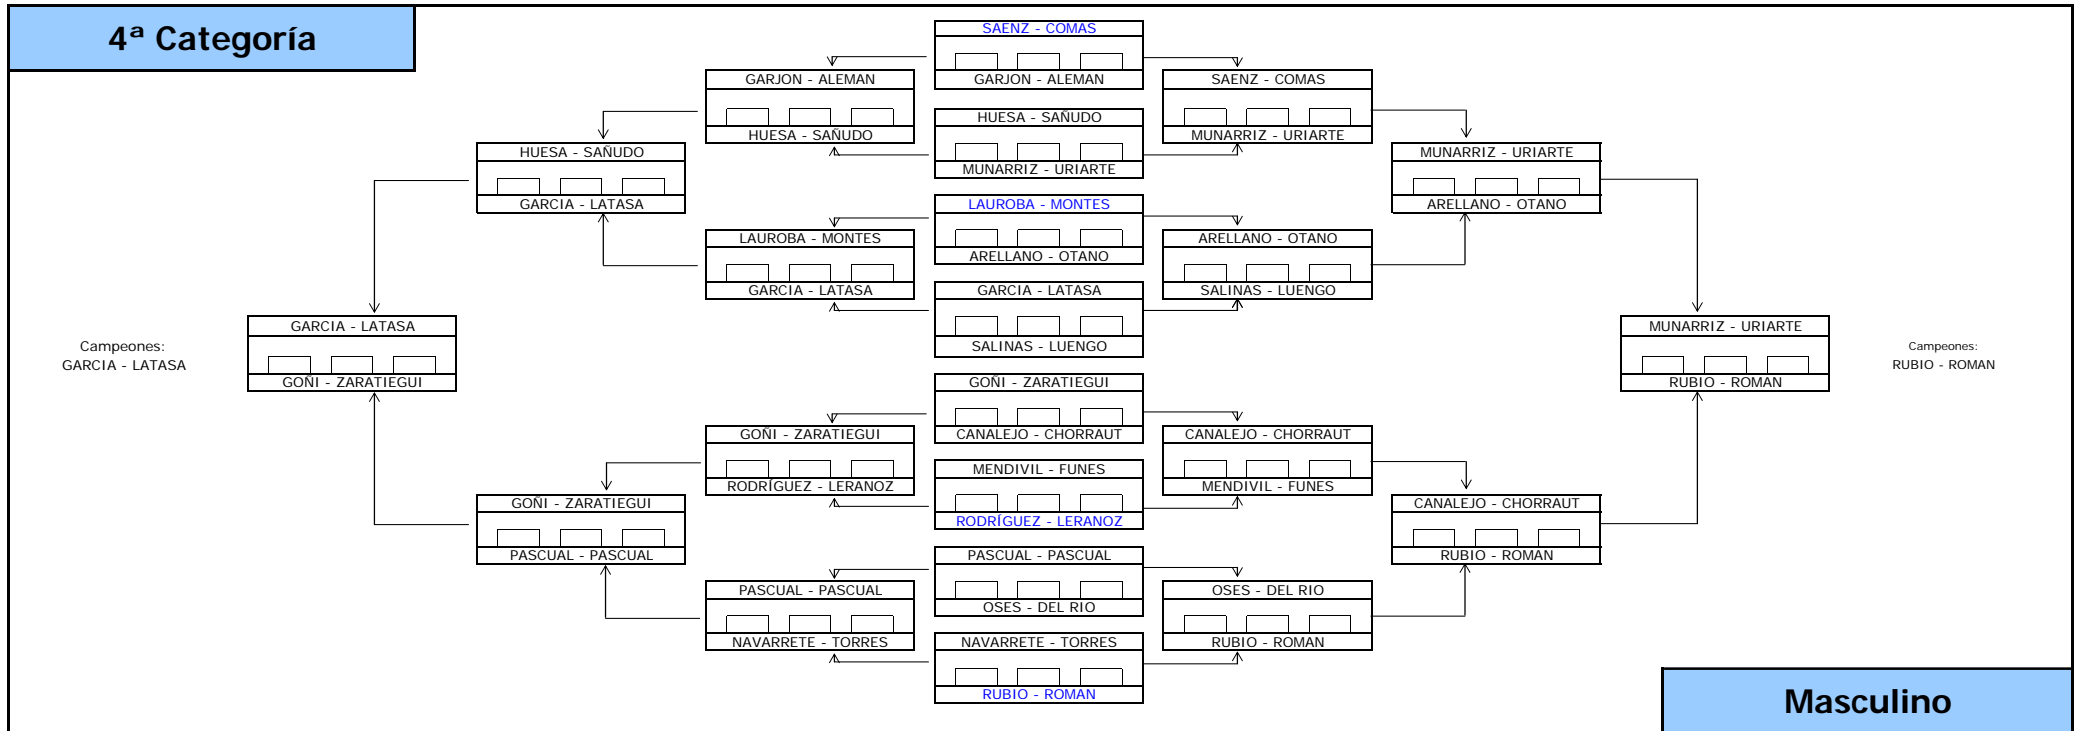 4ª Categoría
SAENZ - COMAS
GARJON - ALEMAN
HUESA - SAÑUDO
MUNARRIZ - URIARTE
LAUROBA - MONTES
ARELLANO - OTANO
GARCIA - LATASA
SALINAS - LUENGO
GOÑI - ZARATIEGUI
CANALEJO - CHORRAUT
MENDIVIL - FUNES
RODRÍGUEZ - LERANOZ
PASCUAL - PASCUAL
OSES - DEL RIO
NAVARRETE - TORRES
RUBIO - ROMAN
GARJON - ALEMAN
HUESA - SAÑUDO
LAUROBA - MONTES
GARCIA - LATASA
GOÑI - ZARATIEGUI
RODRÍGUEZ - LERANOZ
PASCUAL - PASCUAL
NAVARRETE - TORRES
HUESA - SAÑUDO
GARCIA - LATASA
GOÑI - ZARATIEGUI
PASCUAL - PASCUAL
GARCIA - LATASA
GOÑI - ZARATIEGUI
Campeones:
GARCIA - LATASA
SAENZ - COMAS
MUNARRIZ - URIARTE
ARELLANO - OTANO
SALINAS - LUENGO
CANALEJO - CHORRAUT
MENDIVIL - FUNES
OSES - DEL RIO
RUBIO - ROMAN
MUNARRIZ - URIARTE
ARELLANO - OTANO
CANALEJO - CHORRAUT
RUBIO - ROMAN
MUNARRIZ - URIARTE
RUBIO - ROMAN
Campeones:
RUBIO - ROMAN
Masculino